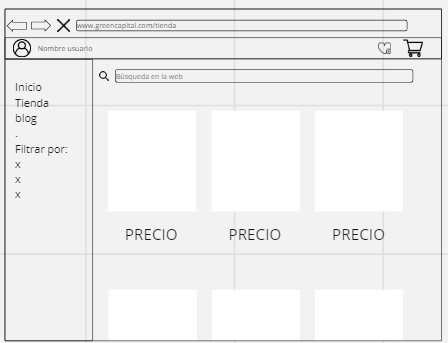 www.greencapital.com/tienda
Nombre usuario
Búsqueda en la web
Inicio
Tienda
blog
.
Filtrar por:
x
x
x
PRECIO PRECIO PRECIO